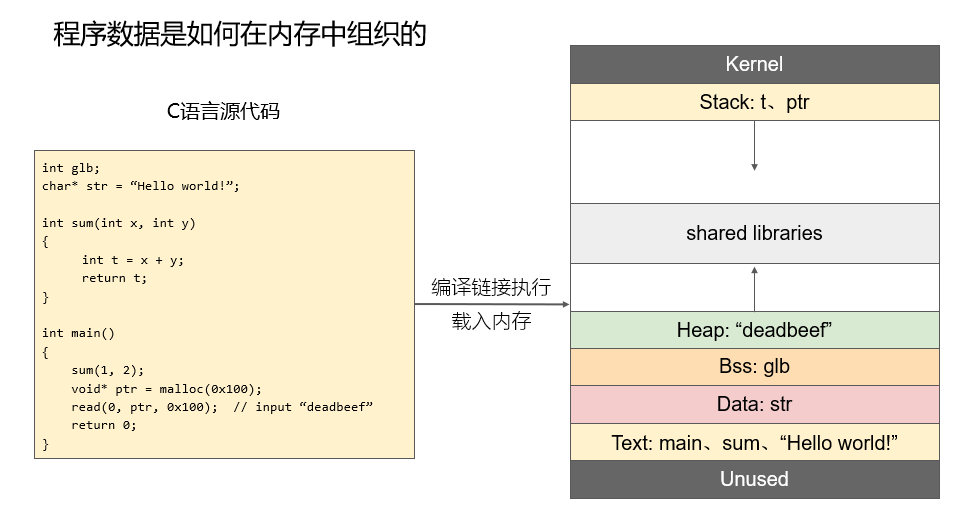 程序数据是如何在内存中组织的
C语言源代码
int glb;
char* str = “Hello world!”;
int sum(int x, int y)
{
int t = x + y;
return t;
}
int main()
{
sum(1, 2);
void* ptr = malloc(0x100);
read(0, ptr, 0x100);  // input “deadbeef”
return 0;
}
编译链接执行
载入内存
Kernel
Stack: t、ptr
shared libraries
Heap: “deadbeef”
Bss: glb
Data: str
Text: main、sum、“Hello world!”
Unused